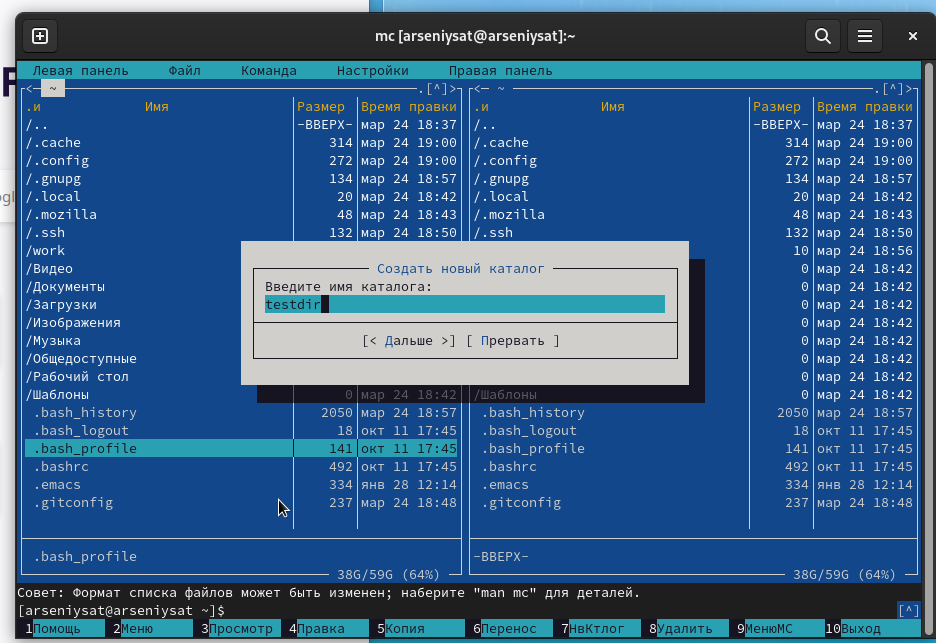 mc [arseniysat@arseniysat]:~
Левая панель Файл Команда Настройки Правая панель
<- ~ .[^]> <- ~ .[^]>
.и Имя Размер Время правки .и Имя Размер Время правки
/.. -ВВЕРХ- мар 24 18:37 /.. -ВВЕРХ- мар 24 18:37
/.cache 314 мар 24 19:00 /.cache 314 мар 24 19:00
/.config 272 мар 24 19:00 /.config 272 мар 24 19:00
/.gnupg 134 мар 24 18:57 /.gnupg 134 мар 24 18:57
/.local 20 мар 24 18:42 /.local 20 мар 24 18:42
/.mozilla 48 мар 24 18:43 /.mozilla 48 мар 24 18:43
/.ssh 132 мар 24 18:50 /.ssh 132 мар 24 18:50
/work 10 мар 24 18:56
/Видео 0 мар 24 18:42
/Документы 0 мар 24 18:42
/Загрузки 0 мар 24 18:42
/Изображения 0 мар 24 18:42
/Музыка 0 мар 24 18:42
/Общедоступные 0 мар 24 18:42
/Рабочий стол 0 мар 24 18:42
Создать новый каталог
Введите имя каталога:
testdir
[< Дальше >] [ Прервать ]
/Шаблоны 0 мар 24 18:42 /Шаблоны 0 мар 24 18:42
.bash_history 2050 мар 24 18:57 .bash_history 2050 мар 24 18:57
.bash_logout 18 окт 11 17:45 .bash_logout 18 окт 11 17:45
.bash_profile 141 окт 11 17:45 .bash_profile 141 окт 11 17:45
.bashrc 492 окт 11 17:45 .bashrc 492 окт 11 17:45
.emacs 334 янв 28 12:14 .emacs 334 янв 28 12:14
.gitconfig 237 мар 24 18:48 .gitconfig 237 мар 24 18:48
.bash_profile -ВВЕРХ-
38G/59G (64%) 38G/59G (64%)
Совет: Формат списка файлов может быть изменен; наберите "man mc" для деталей.
[arseniysat@arseniysat ~]$ [^]
1Помощь 2Меню 3Просмотр 4Правка 5Копия 6Перенос 7НвКтлог 8Удалить 9МенюМС 10Выход